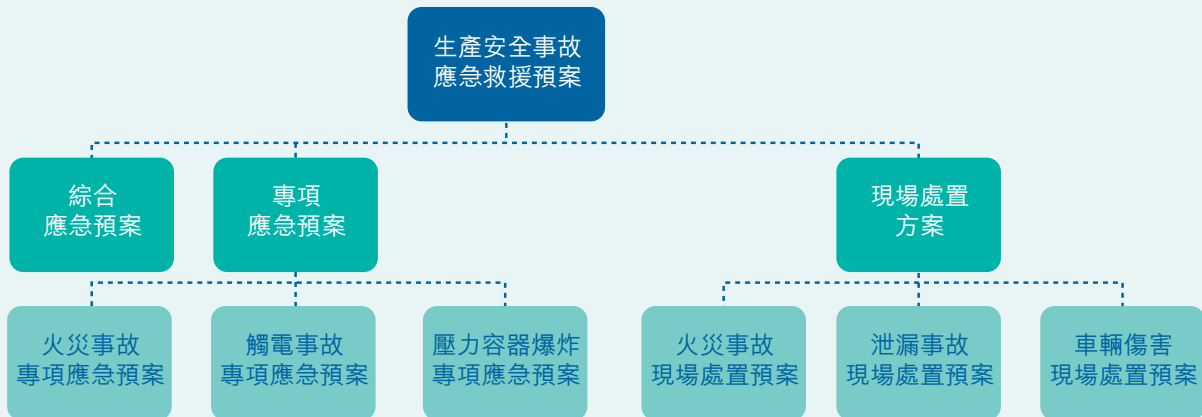 生產安全事故
應急救援預案
綜合
應急預案
專項
應急預案
現場處置
方案
火災事故
專項應急預案
觸電事故
專項應急預案
壓力容器爆炸
專項應急預案
火災事故
現場處置預案
泄漏事故
現場處置預案
車輛傷害
現場處置預案